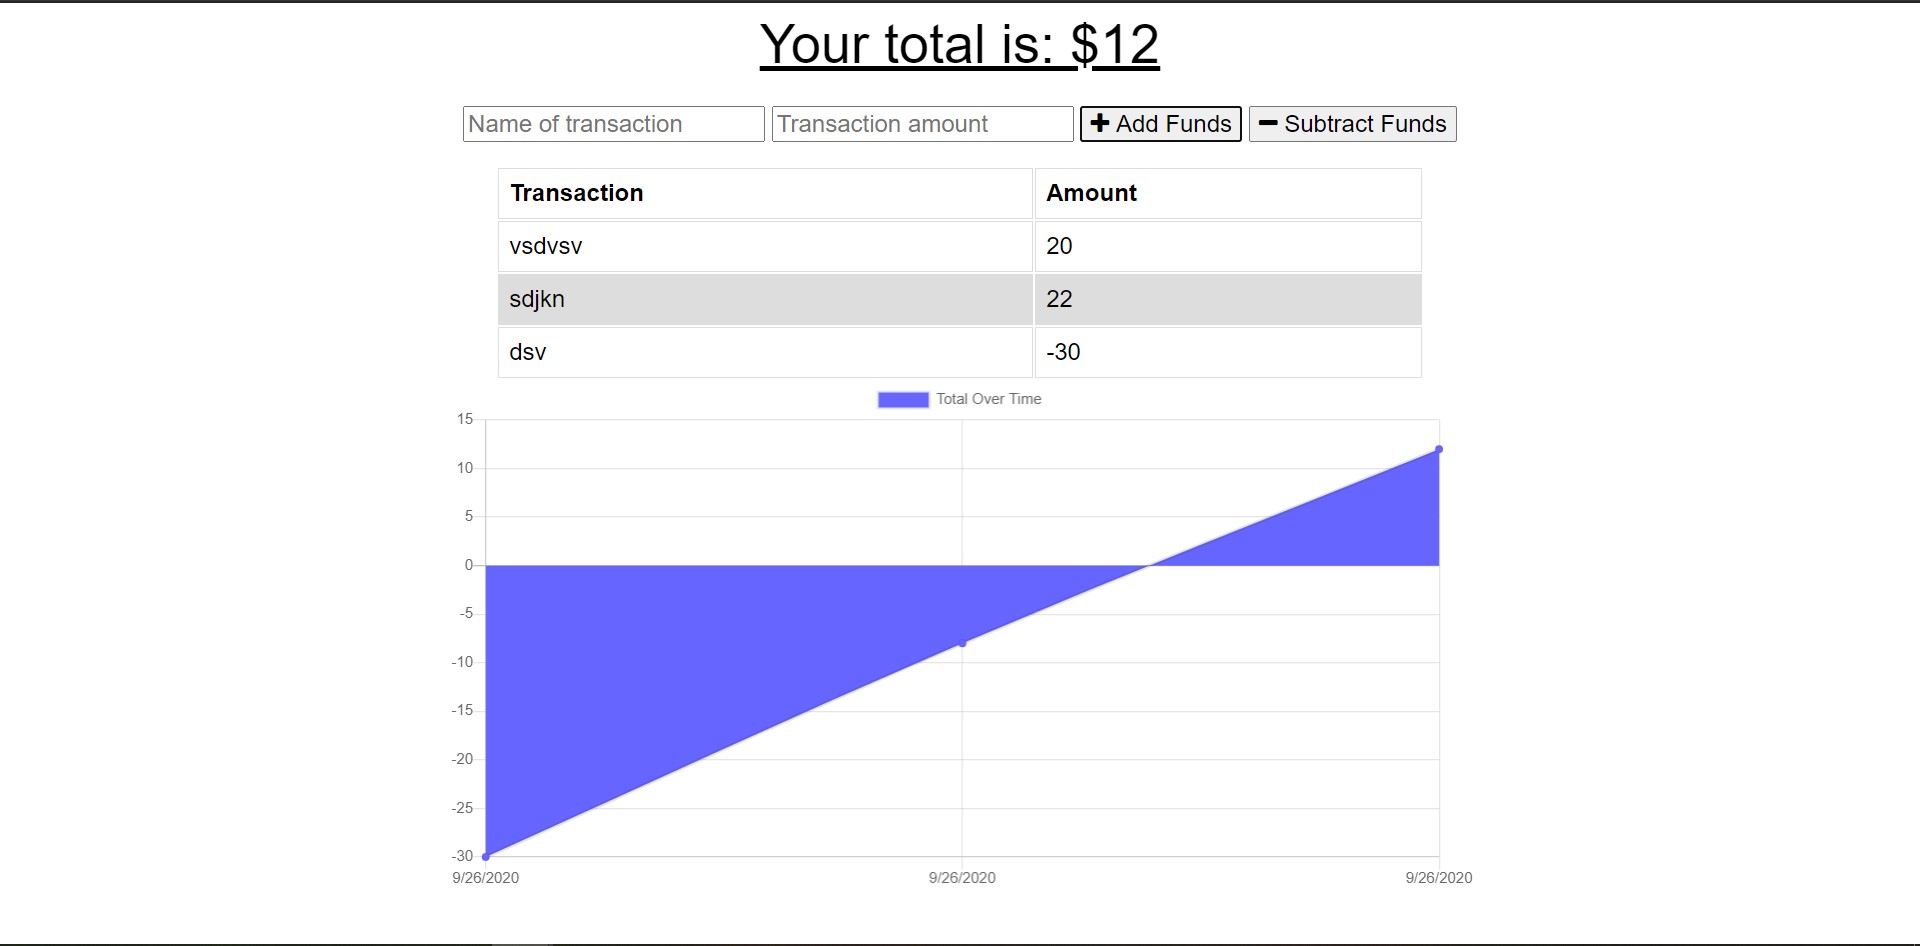 Your total is: $12
Name of transaction Transaction amount Add Funds Subtract Funds
Transaction Amount
vsdvsv 20
sdjkn 22
dsv -30
Total Over Time
15
10
5
0
-5
-10
-15
-20
-25
-30
9/26/2020 9/26/2020 9/26/2020